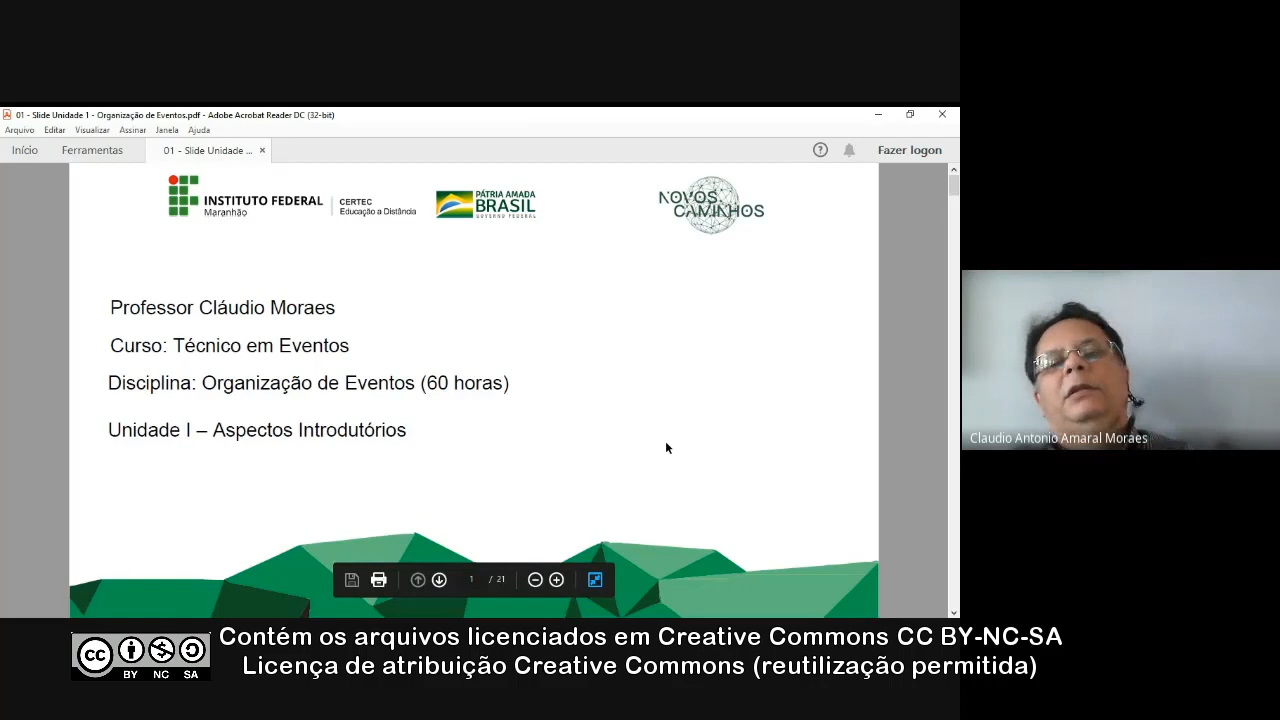 01 - Slide Unidade 1 - Organização de Eventos.pdf - Adobe Acrobat Reader DC (32-bit)
Arquivo Editar Visualizar Assinar Janela Ajuda
Início Ferramentas 01 - Slide Unidade ... × Fazer logon
INSTITUTO FEDERAL
Maranhão
CERTEC
Educação a Distância
PÁTRIA AMADA
BRASIL
GOVERNO FEDERAL
NOVOS
CAMINHOS
Professor Cláudio Moraes
Curso: Técnico em Eventos
Disciplina: Organização de Eventos (60 horas)
Unidade I – Aspectos Introdutórios
Claudio Antonio Amaral Moraes
1 / 21
cc BY NC SA
Contém os arquivos licenciados em Creative Commons CC BY-NC-SA
Licença de atribuição Creative Commons (reutilização permitida)